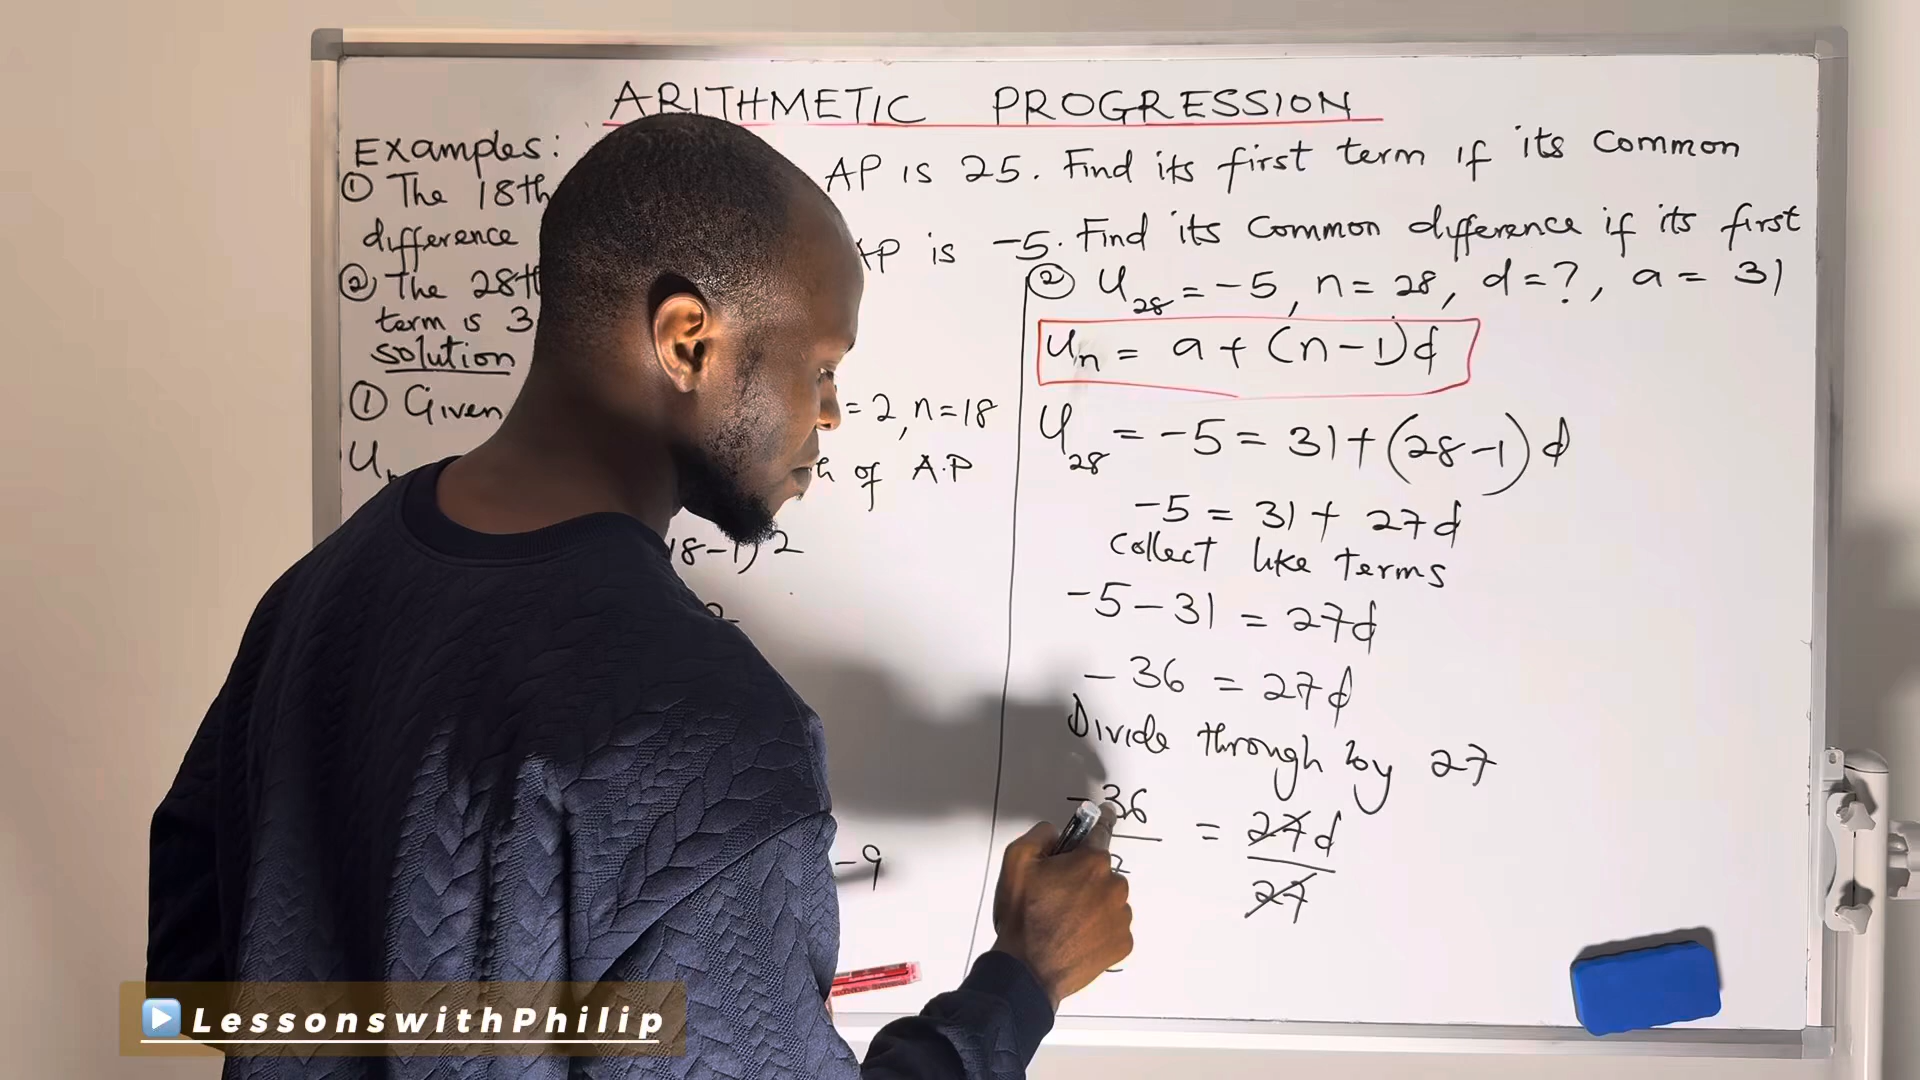 ARITHMETIC PROGRESSION
Examples:
① The 18th AP is 25. Find its first term if its common
difference
② The 28th AP is -5. Find its common difference if its first
term is 3
solution
① Given = 2, n=18
U of A.P
18-1)2
-9
② U28 = -5, n= 28, d=?, a = 31
Un = a + (n-1)d
U28 = -5 = 31+(28-1)d
-5 = 31+ 27d
collect like terms
-5-31 = 27d
-36 = 27d
Divide through by 27
-36 = 27d
27
LessonswithPhilip